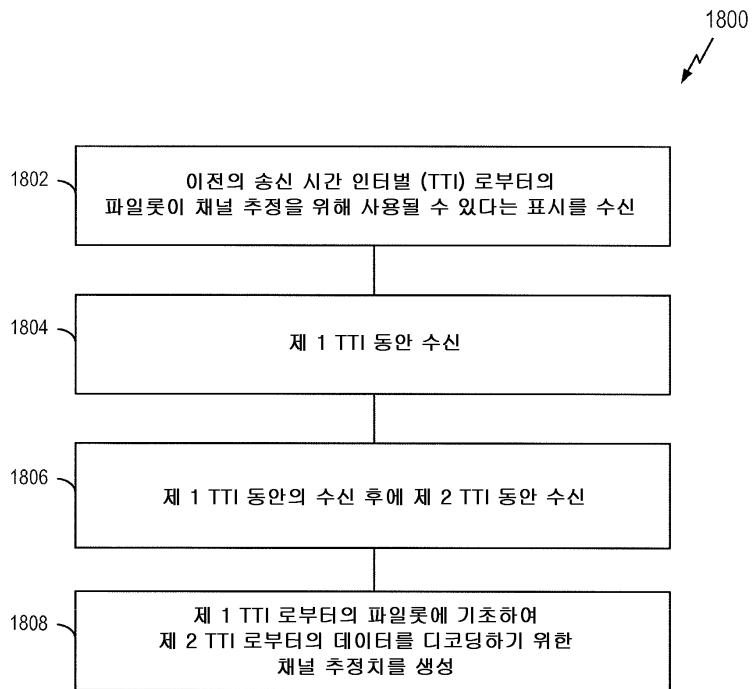 1800
1802
이전의 송신 시간 인터벌 (TTI) 로부터의
파일롯이 채널 추정을 위해 사용될 수 있다는 표시를 수신
1804
제 1 TTI 동안 수신
1806
제 1 TTI 동안의 수신 후에 제 2 TTI 동안 수신
1808
제 1 TTI 로부터의 파일롯에 기초하여
제 2 TTI 로부터의 데이터를 디코딩하기 위한
채널 추정치를 생성